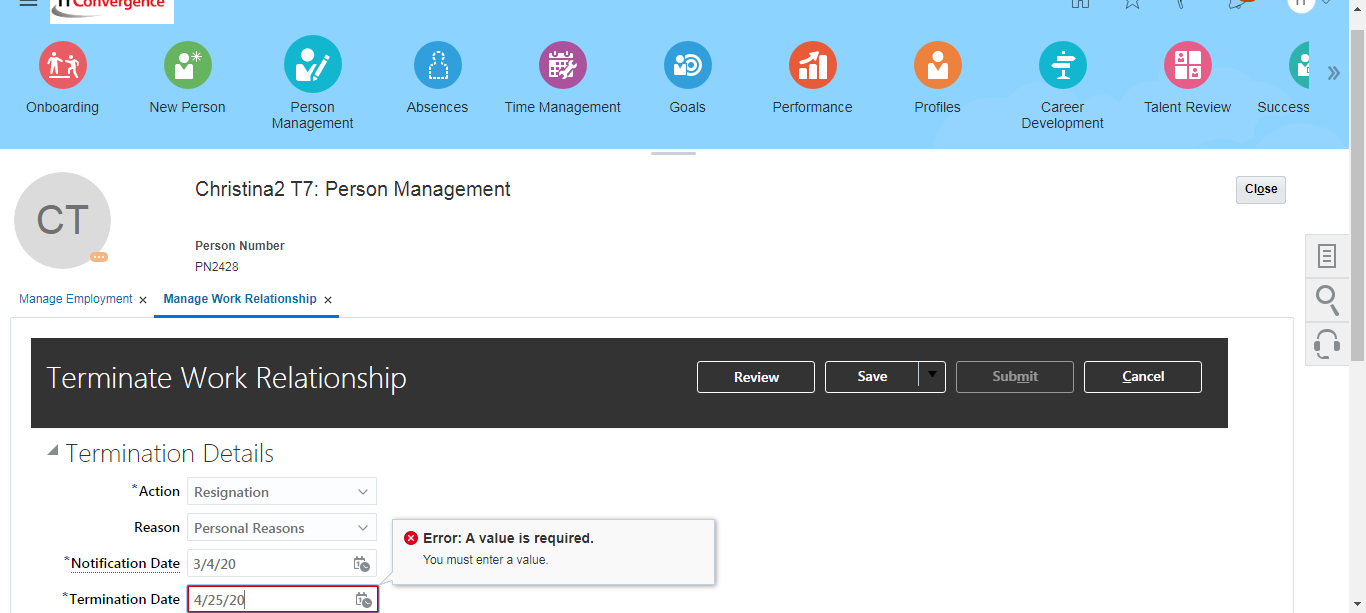 ITConvergence
Onboarding
New Person
Person
Management
Absences
Time Management
Goals
Performance
Profiles
Career
Development
Talent Review
Success
CT
Christina2 T7: Person Management
Close
Person Number
PN2428
Manage Employment ×
Manage Work Relationship ×
Terminate Work Relationship
Review
Save
Submit
Cancel
Termination Details
*Action Resignation
Reason Personal Reasons
Error: A value is required.
You must enter a value.
*Notification Date 3/4/20
*Termination Date 4/25/20